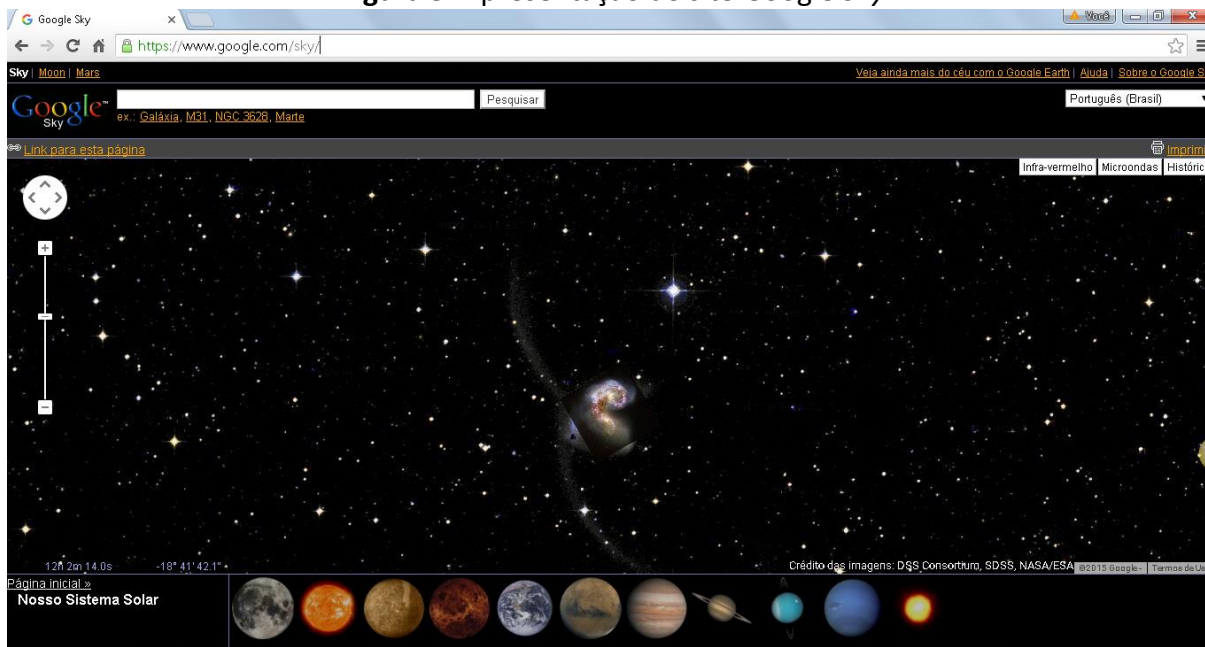 Google Sky
Você
https://www.google.com/sky/
Sky | Moon | Mars
Veja ainda mais do céu com o Google Earth | Ajuda | Sobre o Google S
Google™
Sky
Pesquisar
Português (Brasil)
ex.: Galáxia, M31, NGC 3628, Marte
Link para esta página
Imprimi
Infra-vermelho Microondas Históric
12h 2m 14.0s -18° 41' 42.1"
Crédito das imagens: DSS Consortium, SDSS, NASA/ESA
©2015 Google - Termos de Us
Página inicial »
Nosso Sistema Solar